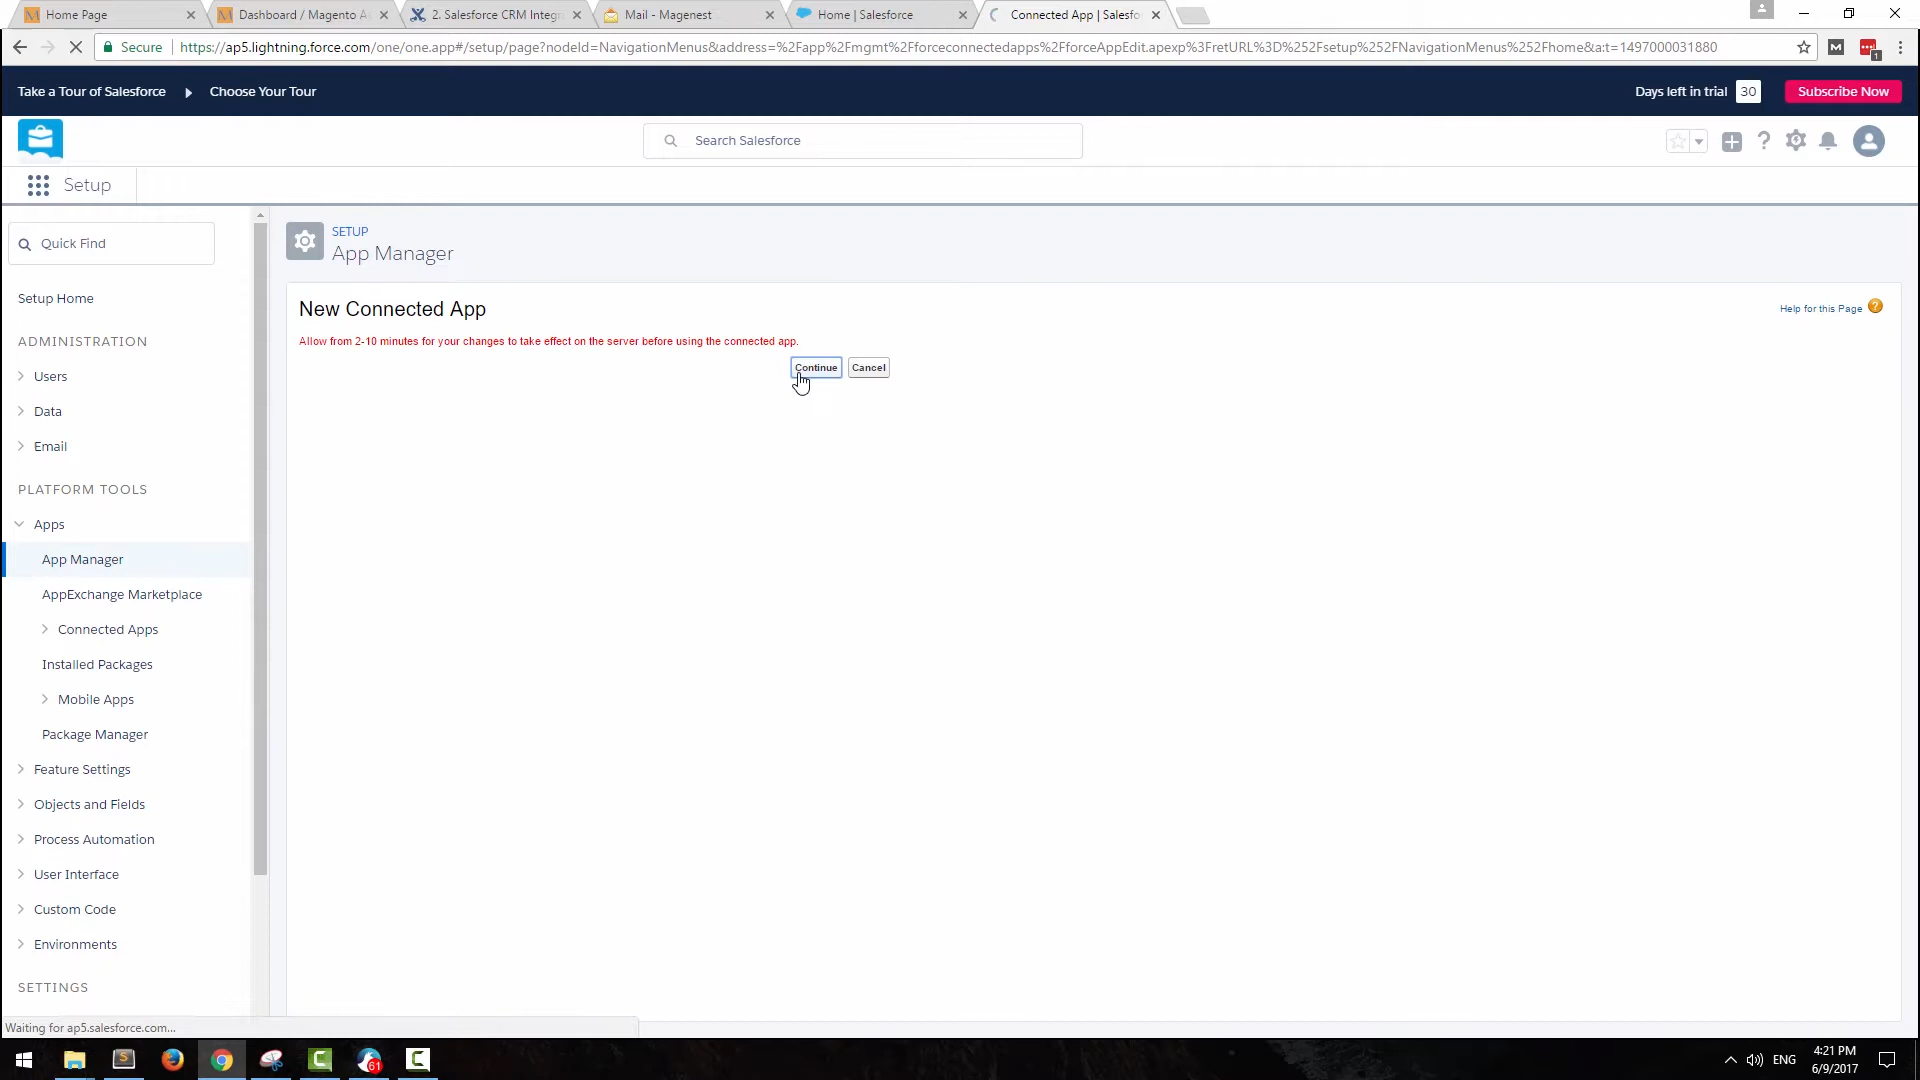 Home Page
Dashboard / Magento A
2. Salesforce CRM Integr
Mail - Magenest
Home | Salesforce
Connected App | Salesfo
Secure
https://ap5.lightning.force.com/one/one.app#/setup/page?nodeId=NavigationMenus&address=%2Fapp%2Fmgmt%2Fforceconnectedapps%2FforceAppEdit.apexp%3FretURL%3D%252Fsetup%252FNavigationMenus%252Fhome&a:t=1497000031880
Take a Tour of Salesforce
Choose Your Tour
Days left in trial 30
Subscribe Now
Search Salesforce
Setup
Quick Find
Setup Home
ADMINISTRATION
Users
Data
Email
PLATFORM TOOLS
Apps
App Manager
AppExchange Marketplace
Connected Apps
Installed Packages
Mobile Apps
Package Manager
Feature Settings
Objects and Fields
Process Automation
User Interface
Custom Code
Environments
SETTINGS
SETUP
App Manager
New Connected App
Help for this Page
Allow from 2-10 minutes for your changes to take effect on the server before using the connected app.
Continue
Cancel
Waiting for ap5.salesforce.com...
61
ENG
4:21 PM
6/9/2017